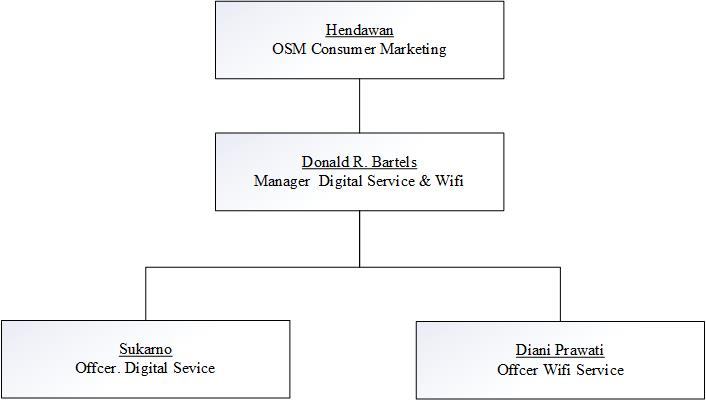 Hendawan
OSM Consumer Marketing
Donald R. Bartels
Manager  Digital Service & Wifi
Sukarno
Offcer. Digital Sevice
Diani Prawati
Offcer Wifi Service